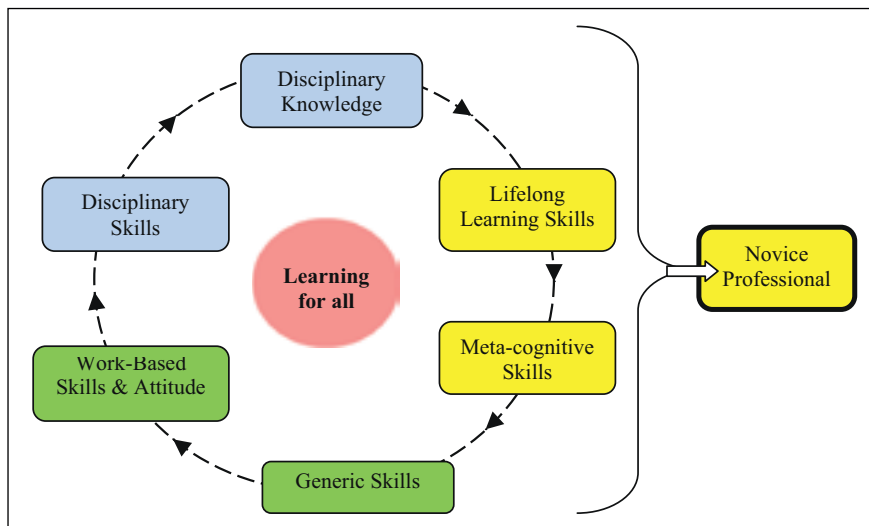 Disciplinary
Knowledge
Lifelong
Learning Skills
Disciplinary
Skills
Learning
for all
Novice
Professional
Meta-cognitive
Skills
Work-Based
Skills & Attitude
Generic Skills